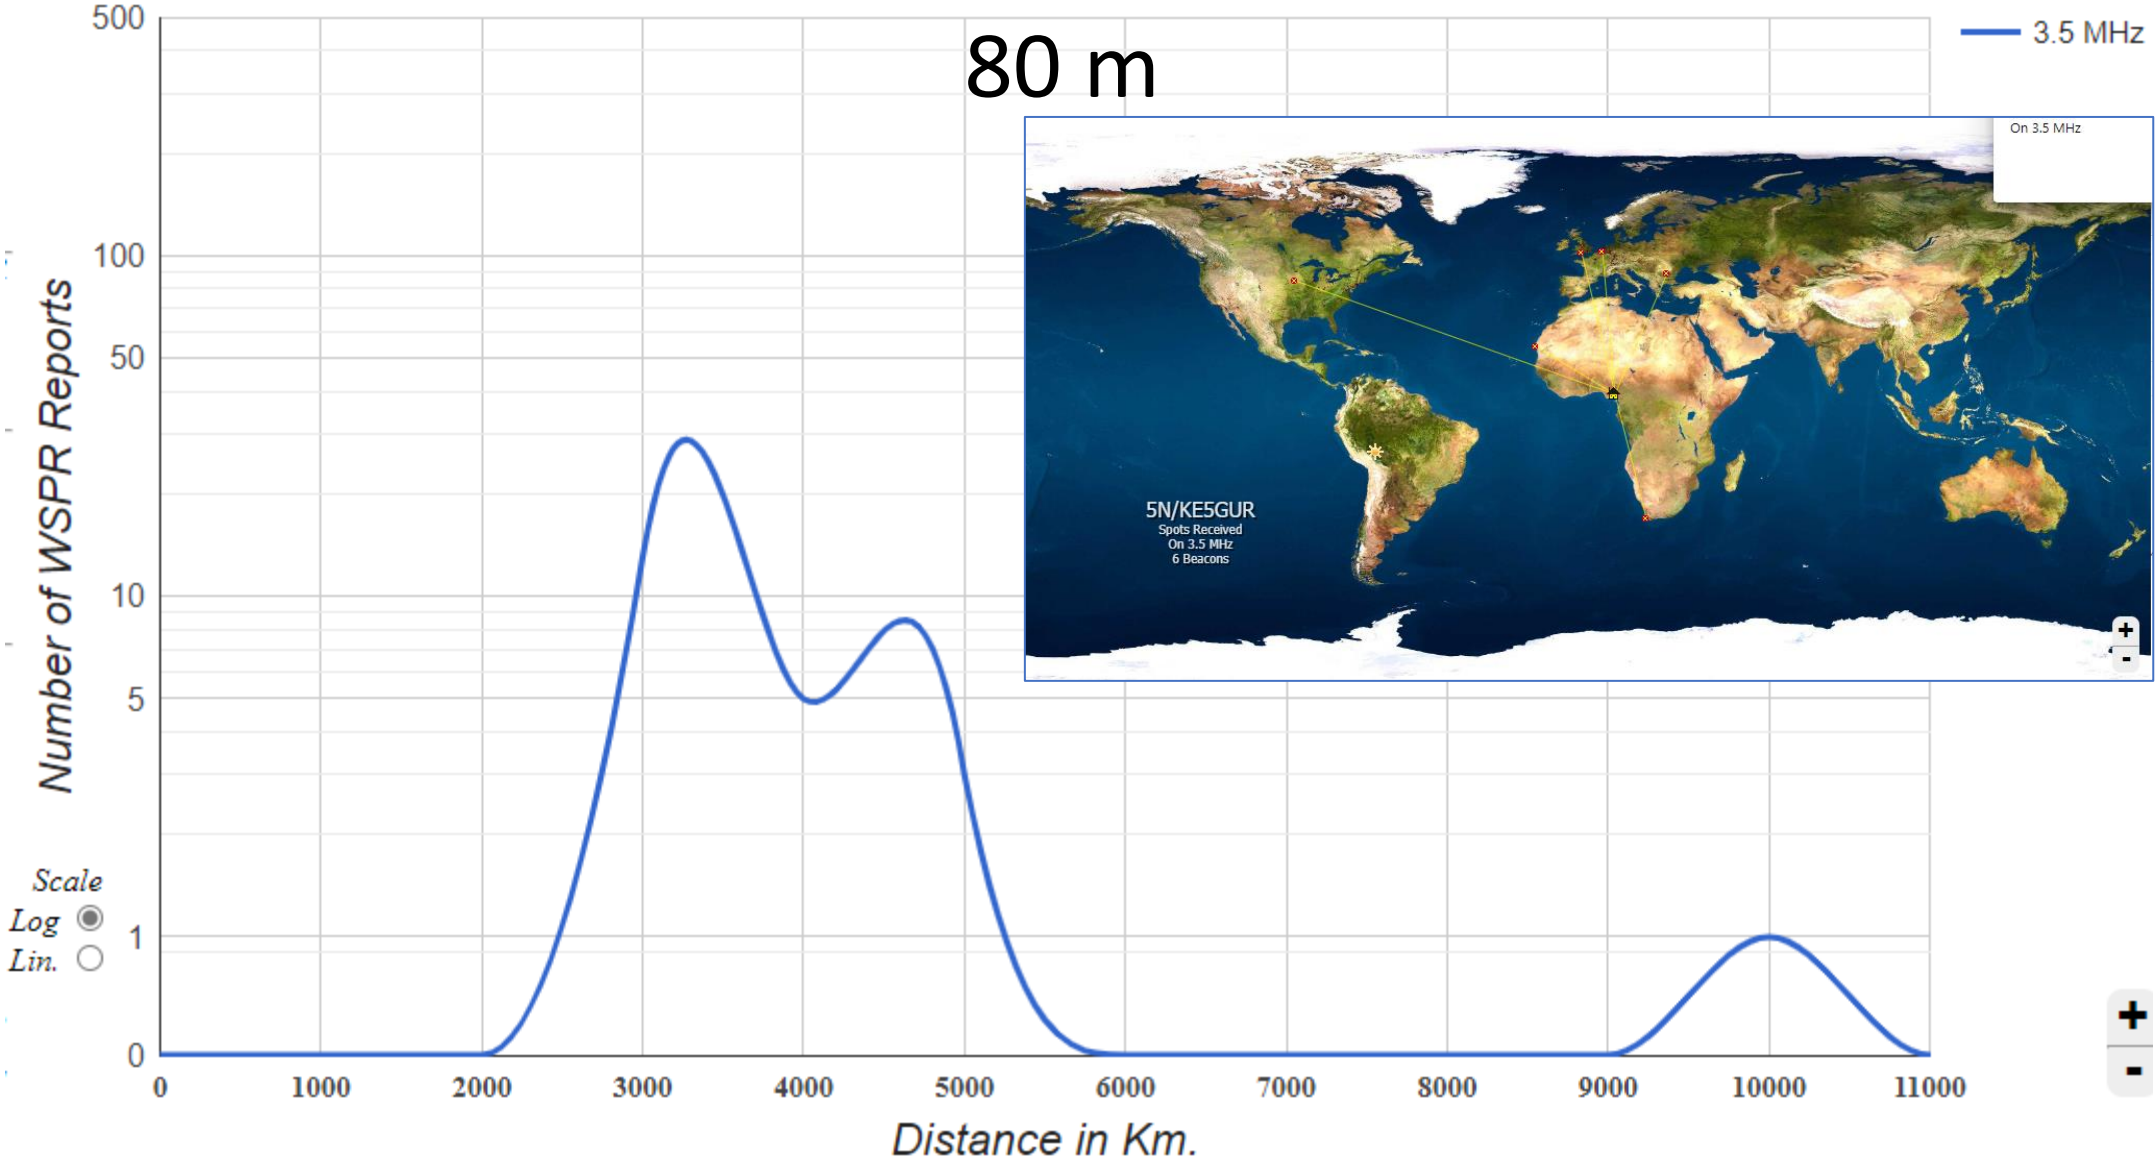 80 m
3.5 MHz
On 3.5 MHz
500
100
50
10
5
1
0
Number of WSPR Reports
5N/KE5GUR
Spots Received
On 3.5 MHz
6 Beacons
+
-
Scale
Log
Lin.
+
-
0 1000 2000 3000 4000 5000 6000 7000 8000 9000 10000 11000
Distance in Km.